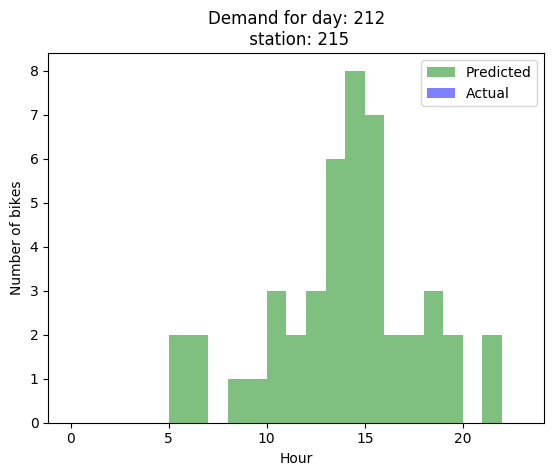 Demand for day: 212
station: 215
Predicted
Actual
Number of bikes
8
7
6
5
4
3
2
1
0
0 5 10 15 20
Hour